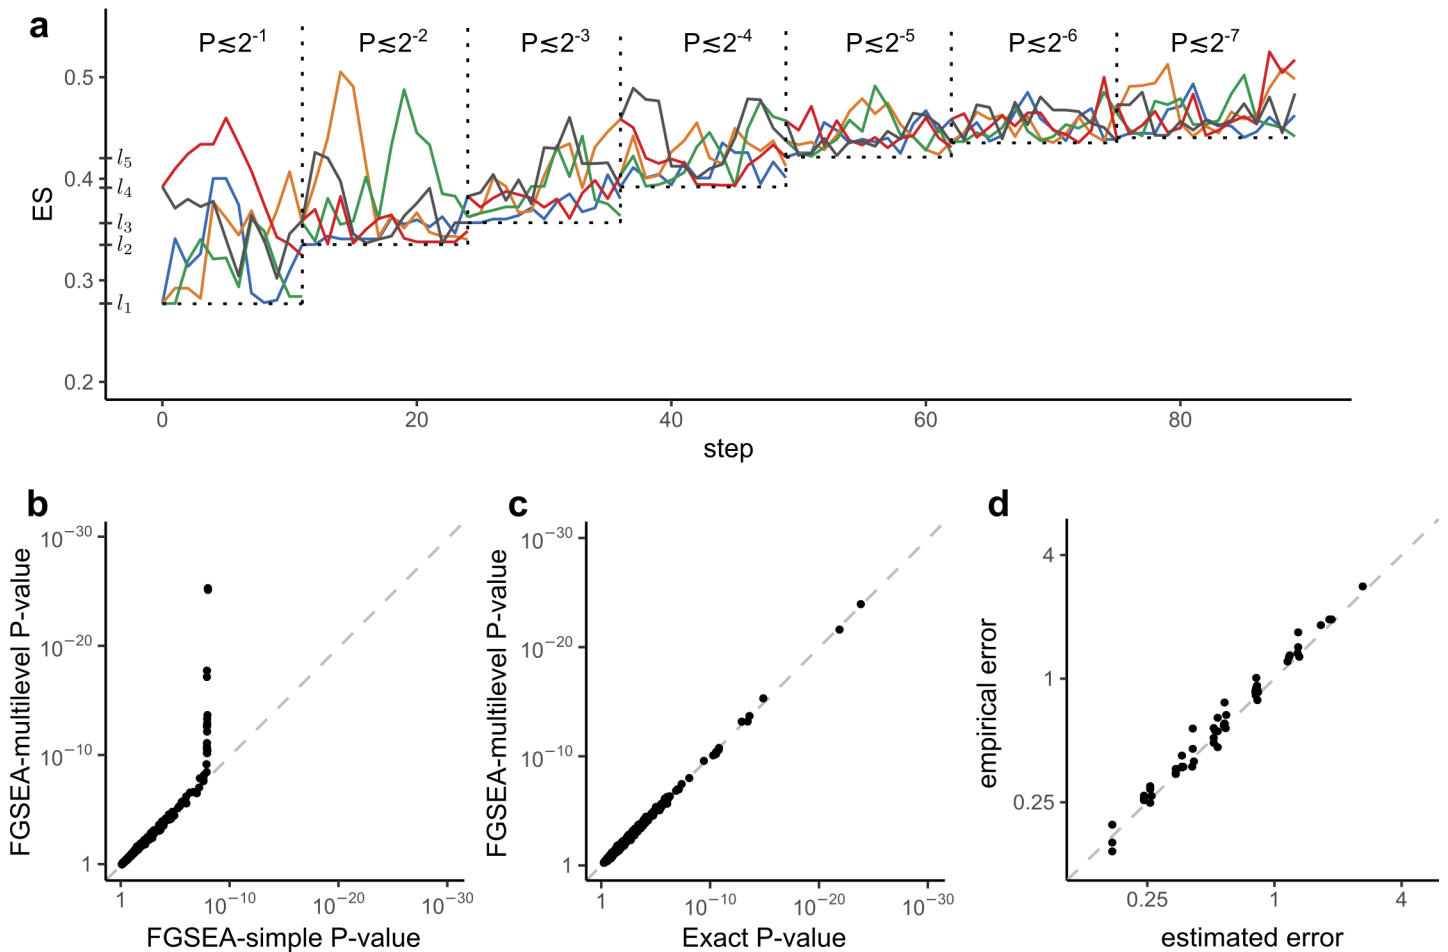 a
P≲2⁻¹ P≲2⁻² P≲2⁻³ P≲2⁻⁴ P≲2⁻⁵ P≲2⁻⁶ P≲2⁻⁷
0.5
l₅
0.4
l₄
ES
l₃
l₂
0.3
l₁
0.2
0 20 40 60 80
step
b
FGSEA-multilevel P-value
10⁻³⁰
10⁻²⁰
10⁻¹⁰
1
1 10⁻¹⁰ 10⁻²⁰ 10⁻³⁰
FGSEA-simple P-value
c
FGSEA-multilevel P-value
10⁻³⁰
10⁻²⁰
10⁻¹⁰
1
1 10⁻¹⁰ 10⁻²⁰ 10⁻³⁰
Exact P-value
d
empirical error
4
1
0.25
0.25 1 4
estimated error